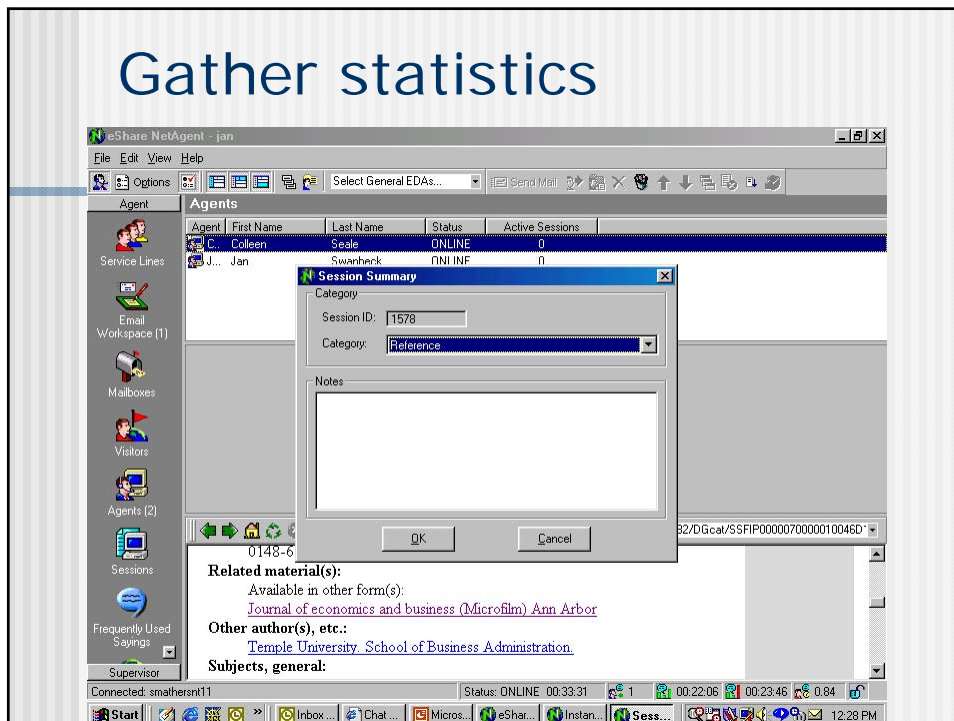 Gather statistics
eShare NetAgent - jan
File Edit View Help
Options Select General EDAs... Send Mail
Agent
Agents
Agent First Name Last Name Status Active Sessions
C.. Colleen Seale ONLINE 0
J... Jan Swanbeck ONLINE 0
Service Lines
Email
Workspace (1)
Mailboxes
Visitors
Agents (2)
Sessions
Frequently Used
Sayings
Supervisor
Session Summary
Category
Session ID: 1578
Category: Reference
Notes
OK Cancel
82/DGcat/SSFIP0000070000010046D
0148-6
Related material(s):
Available in other form(s):
Journal of economics and business (Microfilm) Ann Arbor
Other author(s), etc.:
Temple University. School of Business Administration.
Subjects, general:
Connected: smathersnt11 Status: ONLINE 00:33:31 1 00:22:06 00:23:46 0.84
Start » Inbox ... Chat ... Micros... eShar... Instan... Sess... 12:28 PM